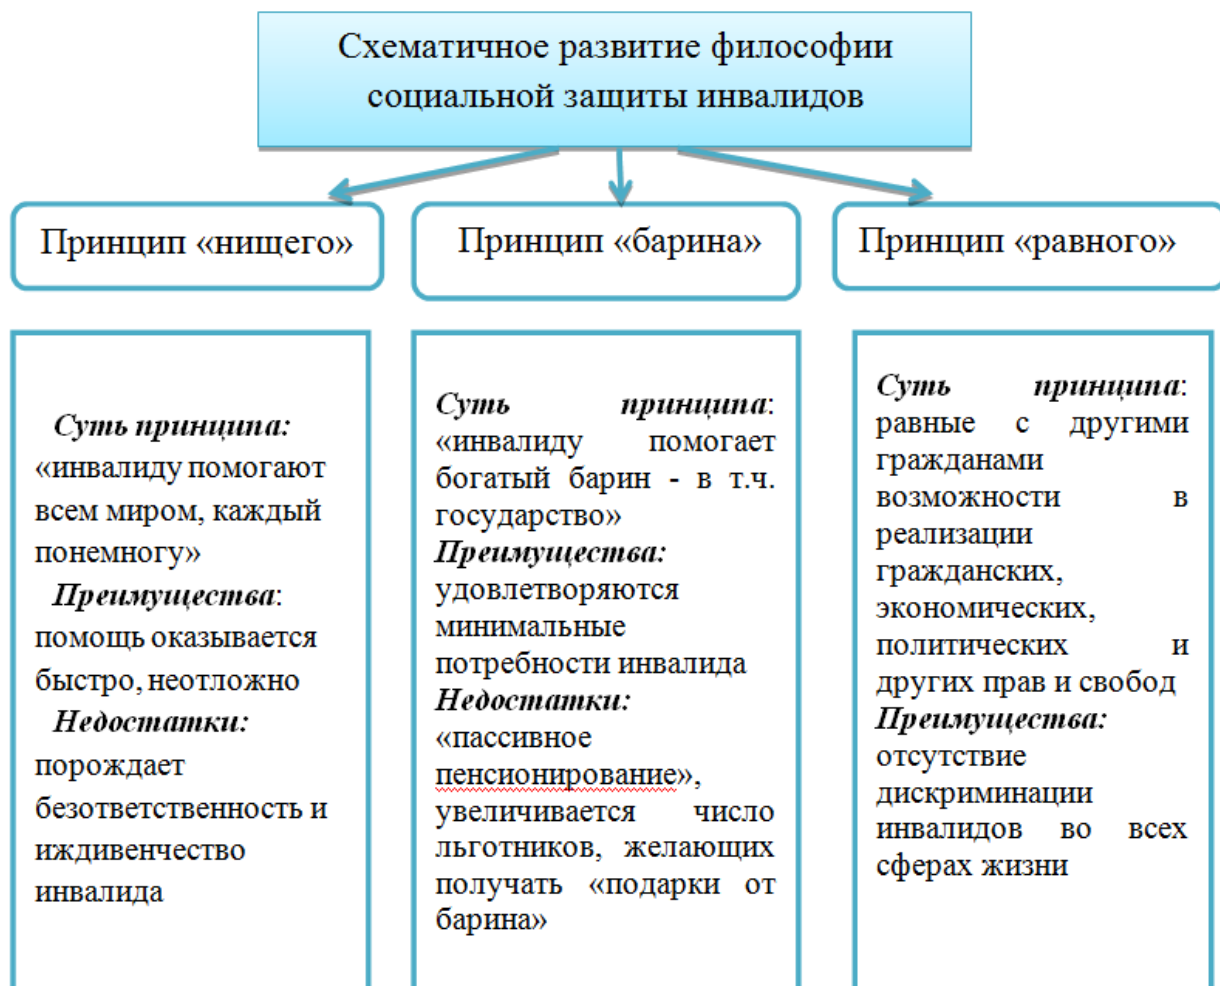 Схематичное развитие философии
социальной защиты инвалидов
Принцип «нищего»
Принцип «барина»
Принцип «равного»
Суть принципа:
«инвалиду помогают
всем миром, каждый
понемногу»
Преимущества:
помощь оказывается
быстро, неотложно
Недостатки:
порождает
безответственность и
иждивенчество
инвалида
Суть принципа:
«инвалиду помогает
богатый барин - в т.ч.
государство»
Преимущества:
удовлетворяются
минимальные
потребности инвалида
Недостатки:
«пассивное
пенсионирование»,
увеличивается число
льготников, желающих
получать «подарки от
барина»
Суть принципа:
равные с другими
гражданами
возможности в
реализации
гражданских,
экономических,
политических и
других прав и свобод
Преимущества:
отсутствие
дискриминации
инвалидов во всех
сферах жизни